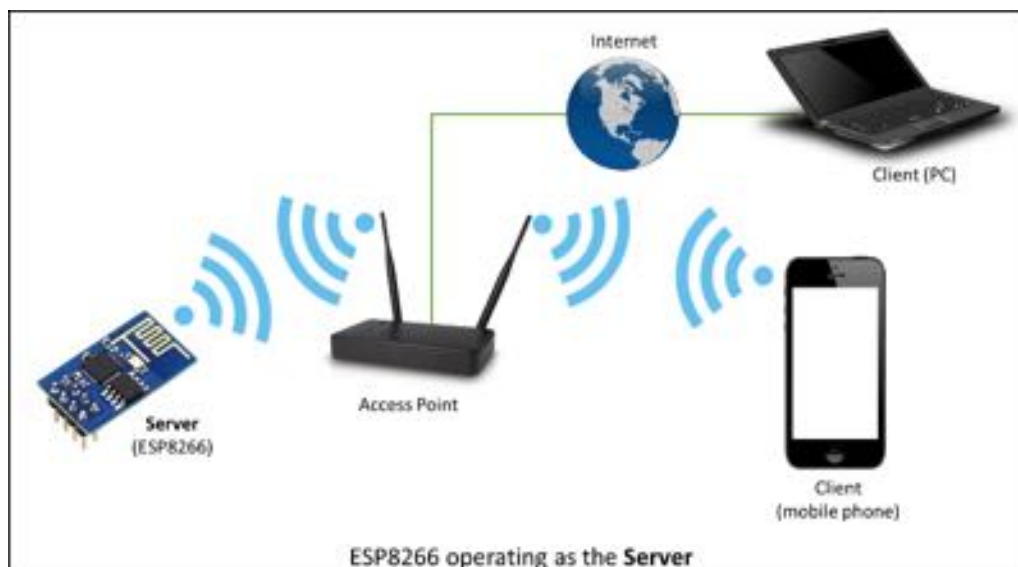 Internet
Client (PC)
Access Point
Server
(ESP8266)
Client
(mobile phone)
ESP8266 operating as the Server